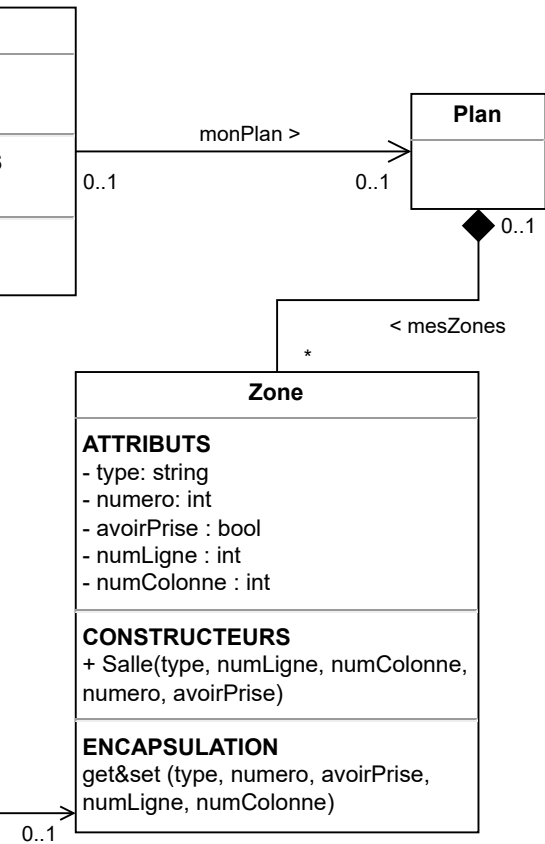 Plan
monPlan >
0..1
0..1
0..1
< mesZones
*
Zone
ATTRIBUTS
- type: string
- numero: int
- avoirPrise : bool
- numLigne : int
- numColonne : int
CONSTRUCTEURS
+ Salle(type, numLigne, numColonne,
numero, avoirPrise)
ENCAPSULATION
get&set (type, numero, avoirPrise,
numLigne, numColonne)
0..1